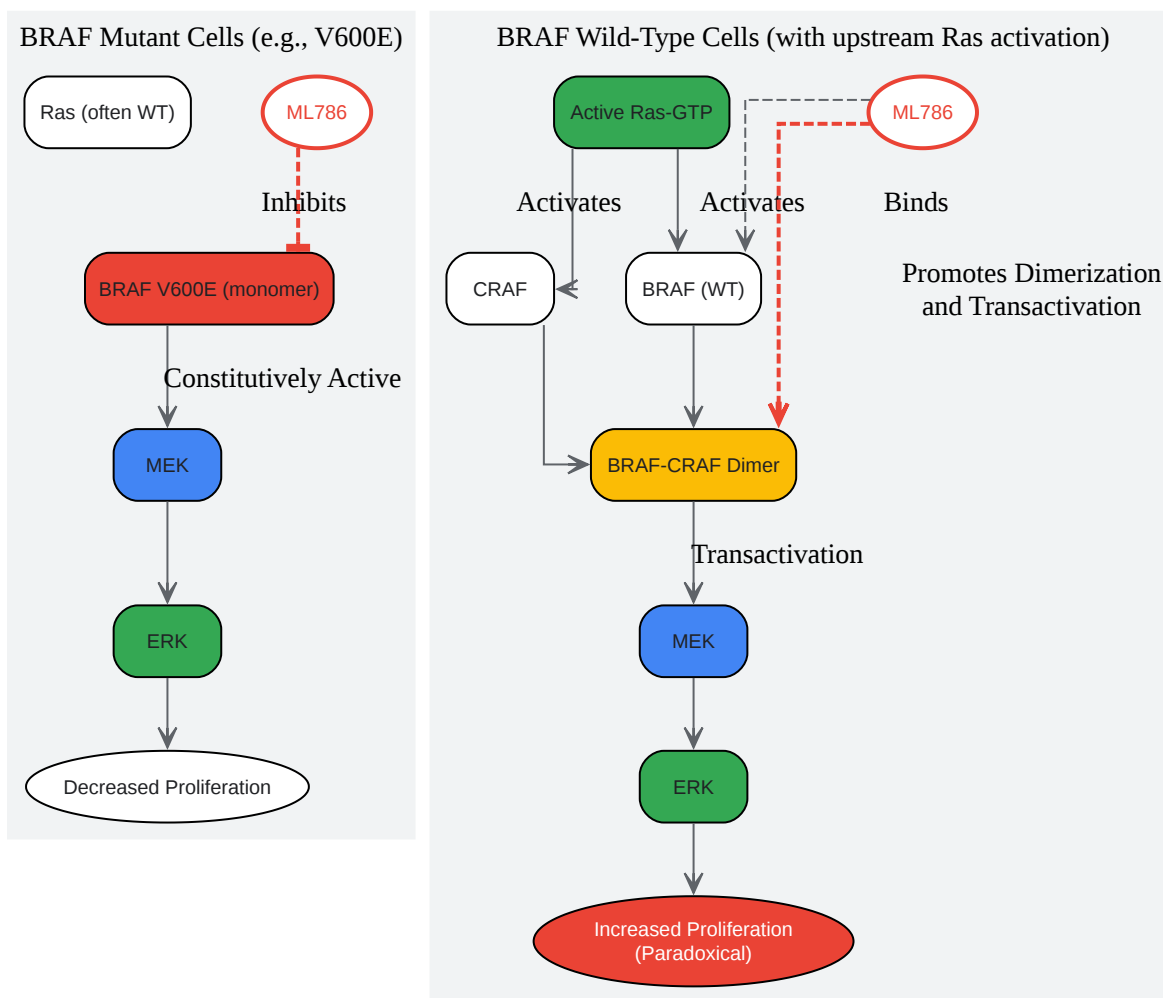 BRAF Mutant Cells (e.g., V600E)
Ras (often WT)
ML786
Inhibits
BRAF V600E (monomer)
Constitutively Active
MEK
ERK
Decreased Proliferation
BRAF Wild-Type Cells (with upstream Ras activation)
Active Ras-GTP
ML786
Activates
Activates
Binds
CRAF
BRAF (WT)
Promotes Dimerization
and Transactivation
BRAF-CRAF Dimer
Transactivation
MEK
ERK
Increased Proliferation
(Paradoxical)